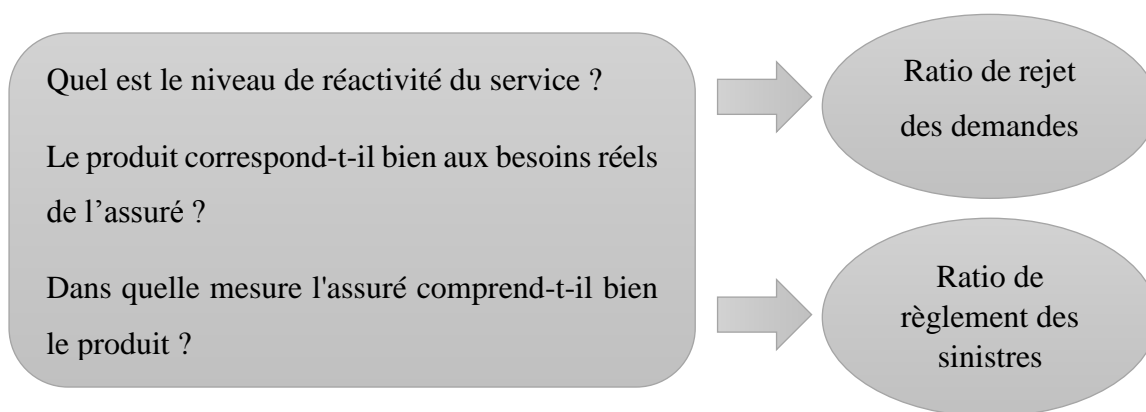 Quel est le niveau de réactivité du service ?
Le produit correspond-t-il bien aux besoins réels
de l’assuré ?
Dans quelle mesure l'assuré comprend-t-il bien
le produit ?
Ratio de rejet
des demandes
Ratio de
règlement des
sinistres